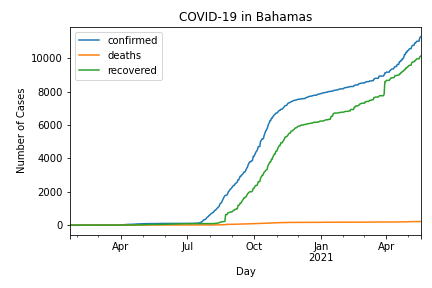 COVID-19 in Bahamas
confirmed
deaths
recovered
Number of Cases
10000
8000
6000
4000
2000
0
Apr
Jul
Oct
Jan
2021
Apr
Day